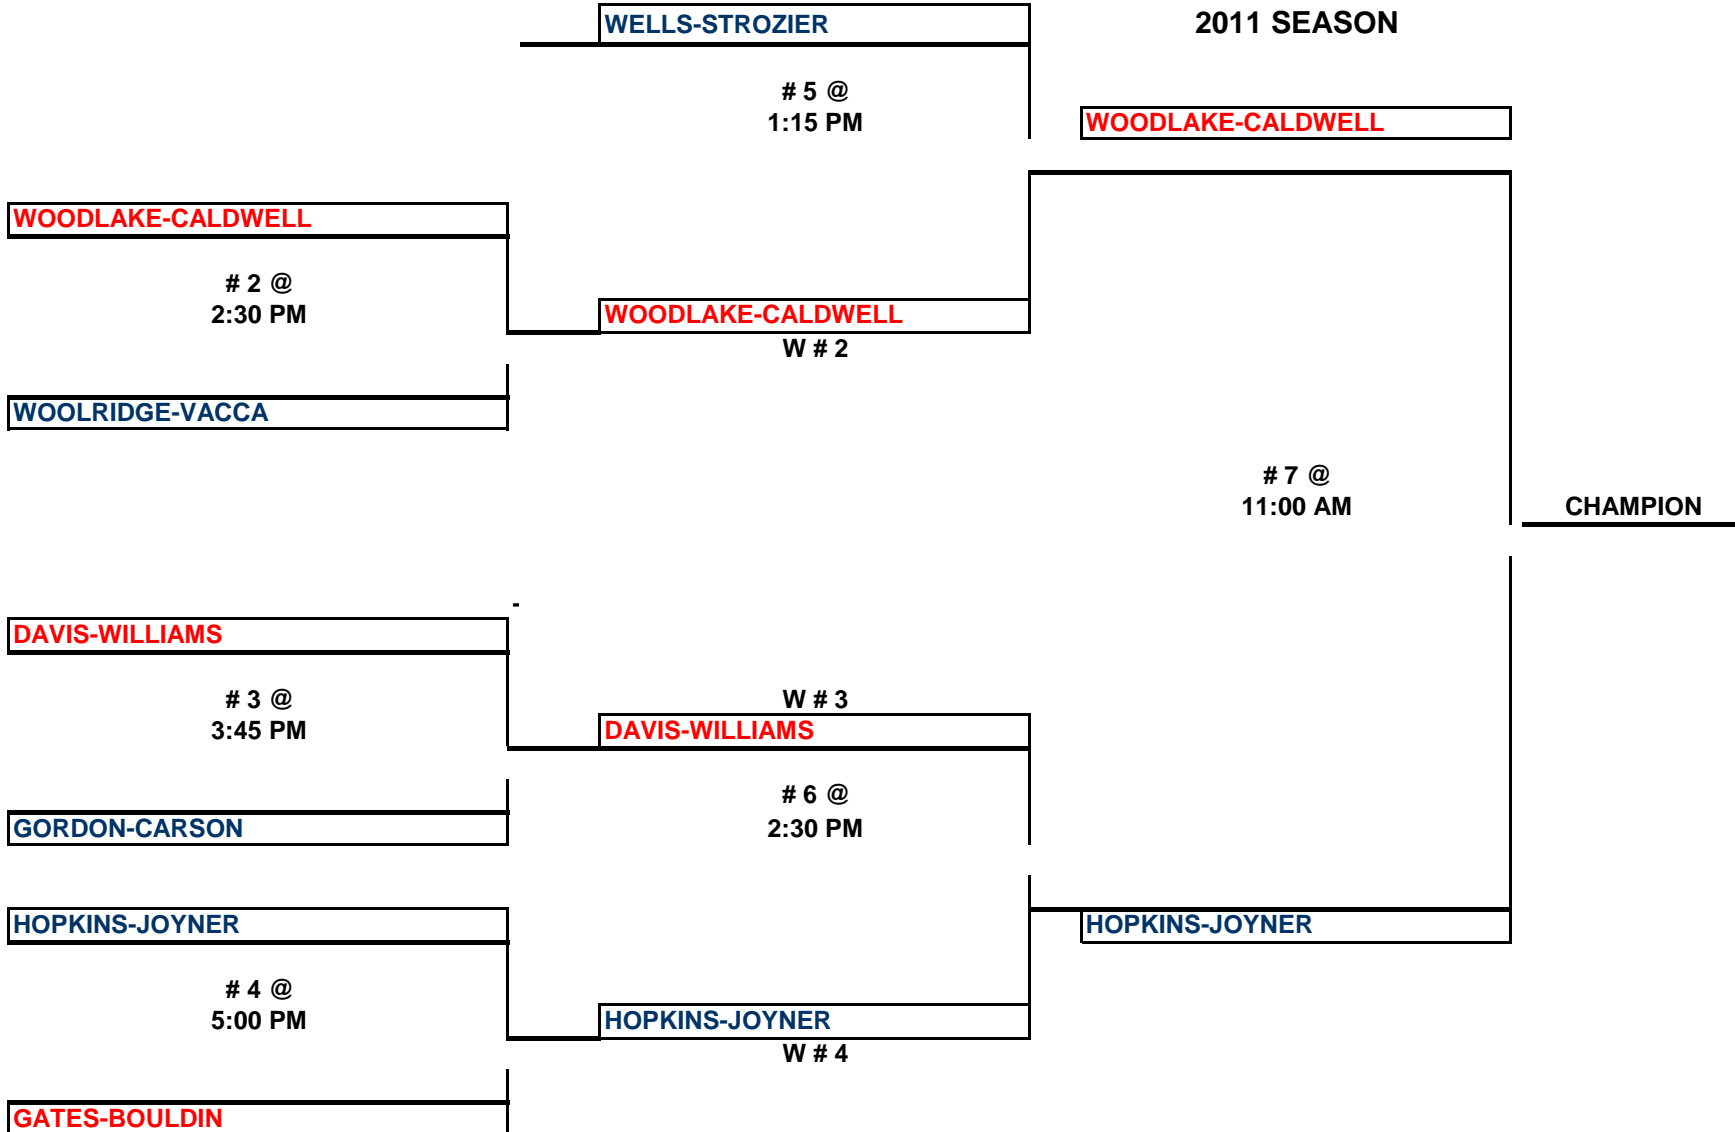 WELLS-STROZIER
2011 SEASON
# 5 @
1:15 PM
WOODLAKE-CALDWELL
WOODLAKE-CALDWELL
# 2 @
2:30 PM
WOODLAKE-CALDWELL
W # 2
WOOLRIDGE-VACCA
# 7 @
11:00 AM
CHAMPION
-
DAVIS-WILLIAMS
# 3 @
3:45 PM
W # 3
DAVIS-WILLIAMS
# 6 @
2:30 PM
GORDON-CARSON
HOPKINS-JOYNER
HOPKINS-JOYNER
# 4 @
5:00 PM
HOPKINS-JOYNER
W # 4
GATES-BOULDIN